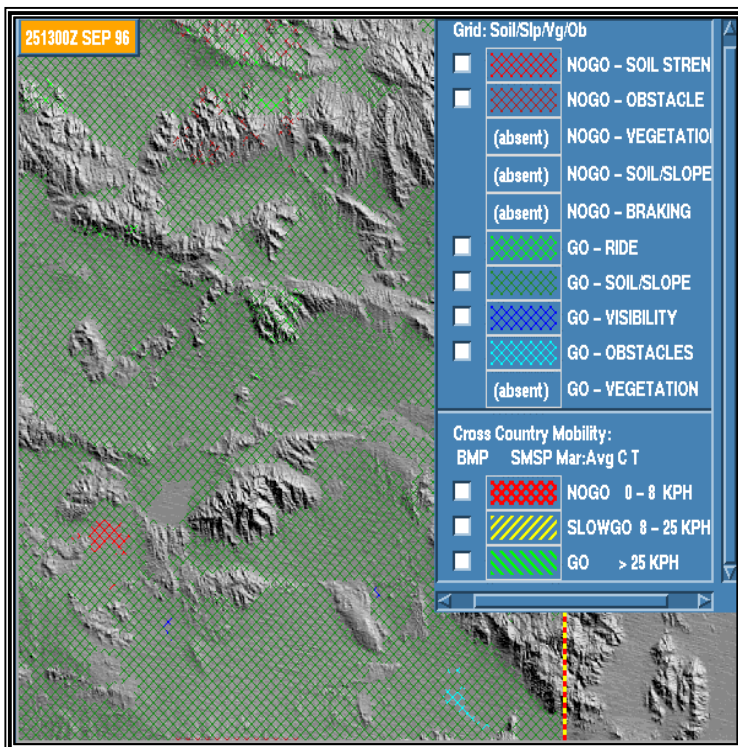 251300Z SEP 96
Grid: Soil/Slp/Vg/Ob
NOGO – SOIL STREN
NOGO – OBSTACLE
(absent) NOGO – VEGETATIO
(absent) NOGO – SOIL/SLOPE
(absent) NOGO – BRAKING
GO – RIDE
GO – SOIL/SLOPE
GO – VISIBILITY
GO – OBSTACLES
(absent) GO – VEGETATION
Cross Country Mobility:
BMP SMSP Mar:Avg C T
NOGO 0 – 8 KPH
SLOWGO 8 – 25 KPH
GO > 25 KPH